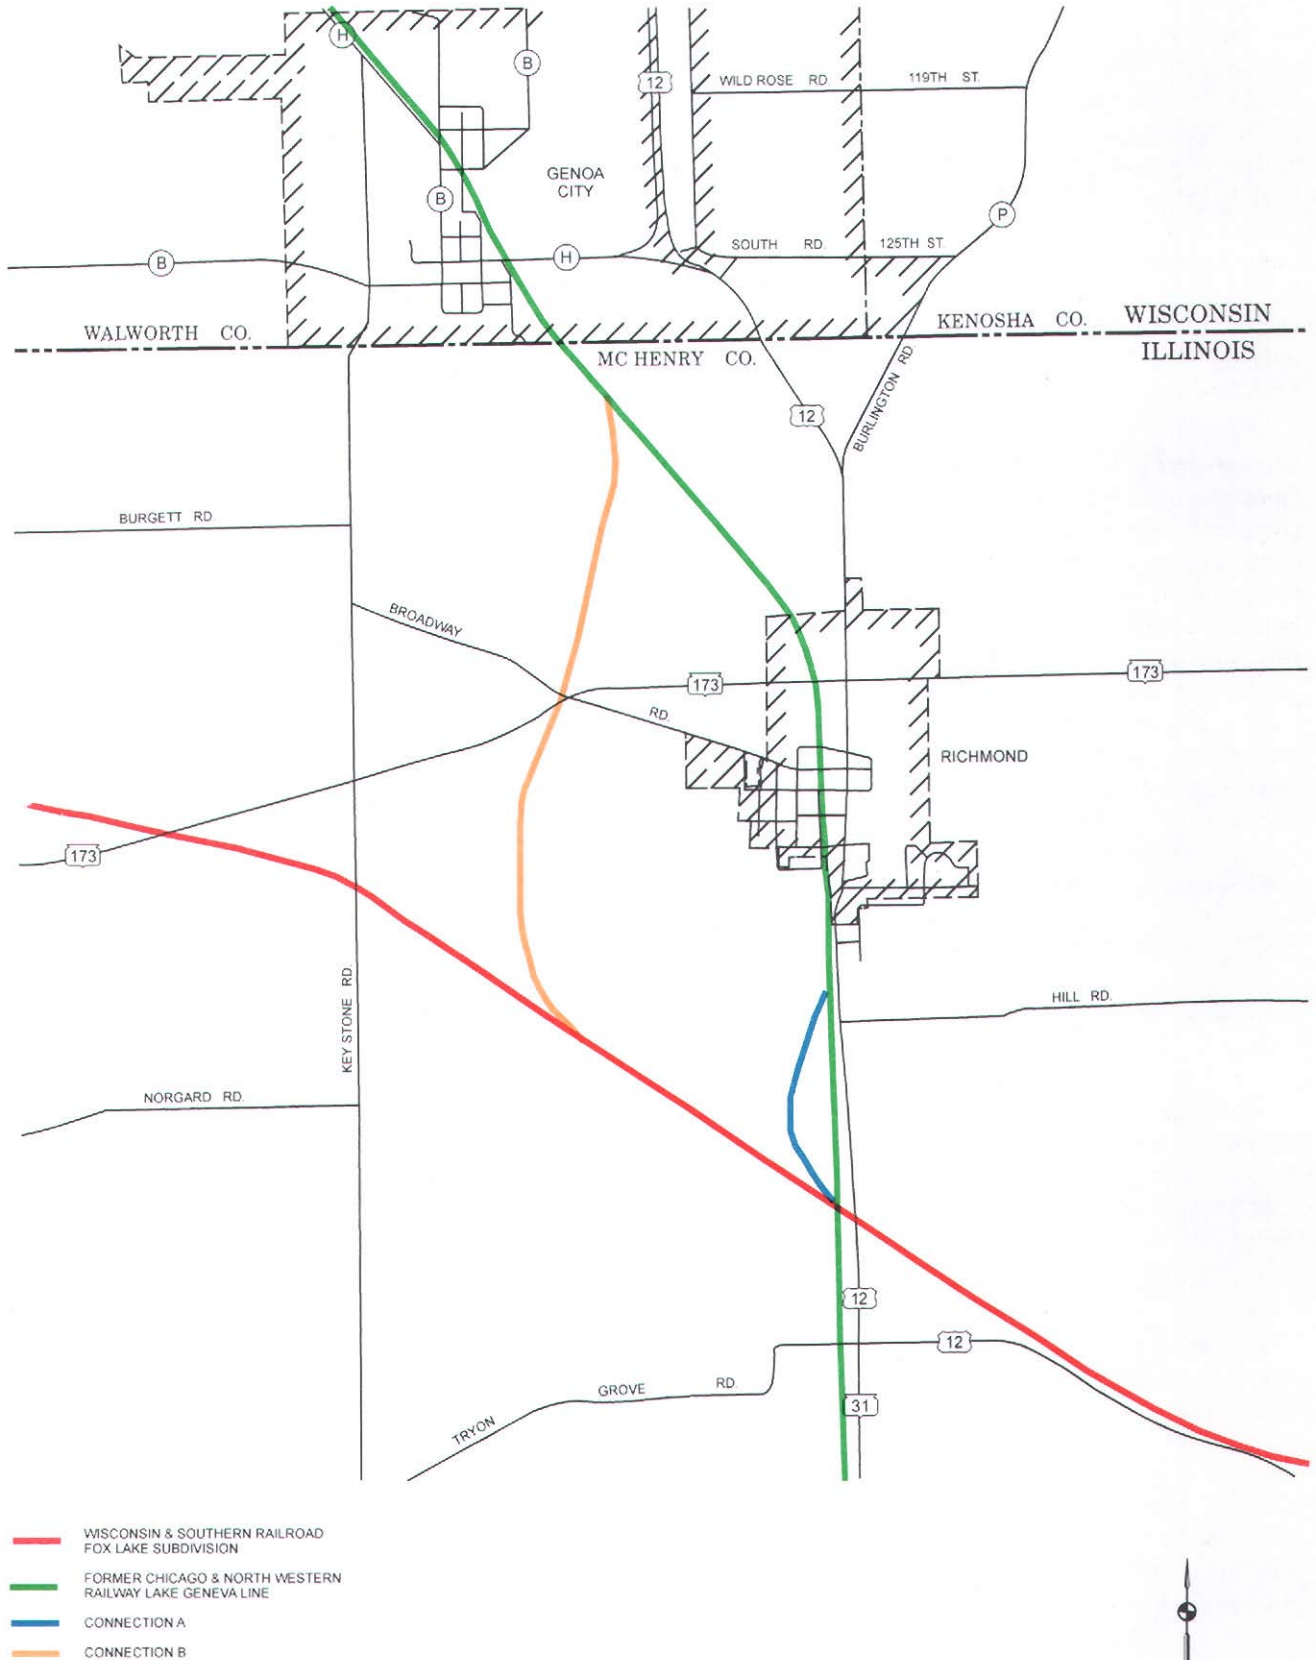 H
B
12
WILD ROSE RD.
119TH ST.
GENOA
CITY
B
P
B
H
SOUTH RD.
125TH ST.
WALWORTH CO.
KENOSHA CO.
WISCONSIN
MC HENRY CO.
ILLINOIS
12
BURLINGTON RD.
BURGETT RD.
BROADWAY
RD.
173
173
RICHMOND
173
KEY STONE RD.
HILL RD.
NORGARD RD.
12
12
GROVE RD.
TRYON
31
WISCONSIN & SOUTHERN RAILROAD
FOX LAKE SUBDIVISION
FORMER CHICAGO & NORTH WESTERN
RAILWAY LAKE GENEVA LINE
CONNECTION A
CONNECTION B